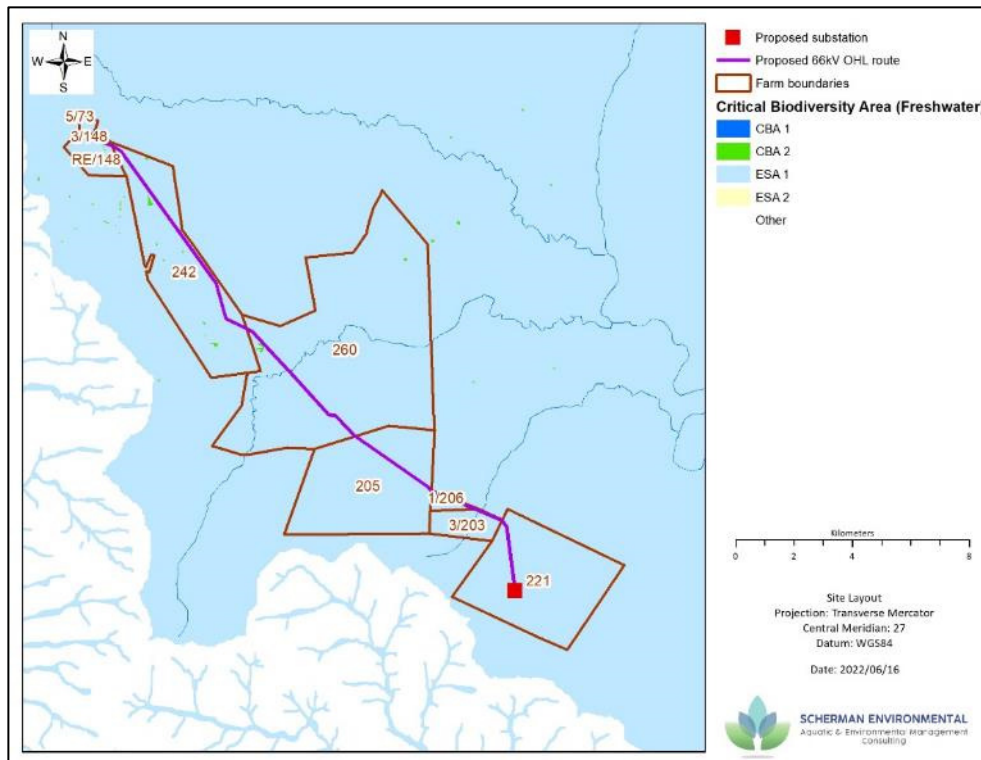 N
W E
S
5/73
3/148
RE/148
242
260
205
1/206
3/203
221
Proposed substation
Proposed 66kV OHL route
Farm boundaries
Critical Biodiversity Area (Freshwater)
CBA 1
CBA 2
ESA 1
ESA 2
Other
Kilometers
0 2 4 8
Site Layout
Projection: Transverse Mercator
Central Meridian: 27
Datum: WGS84
Date: 2022/06/16
SCHERMAN ENVIRONMENTAL
Aquatic & Environmental Management
Consulting